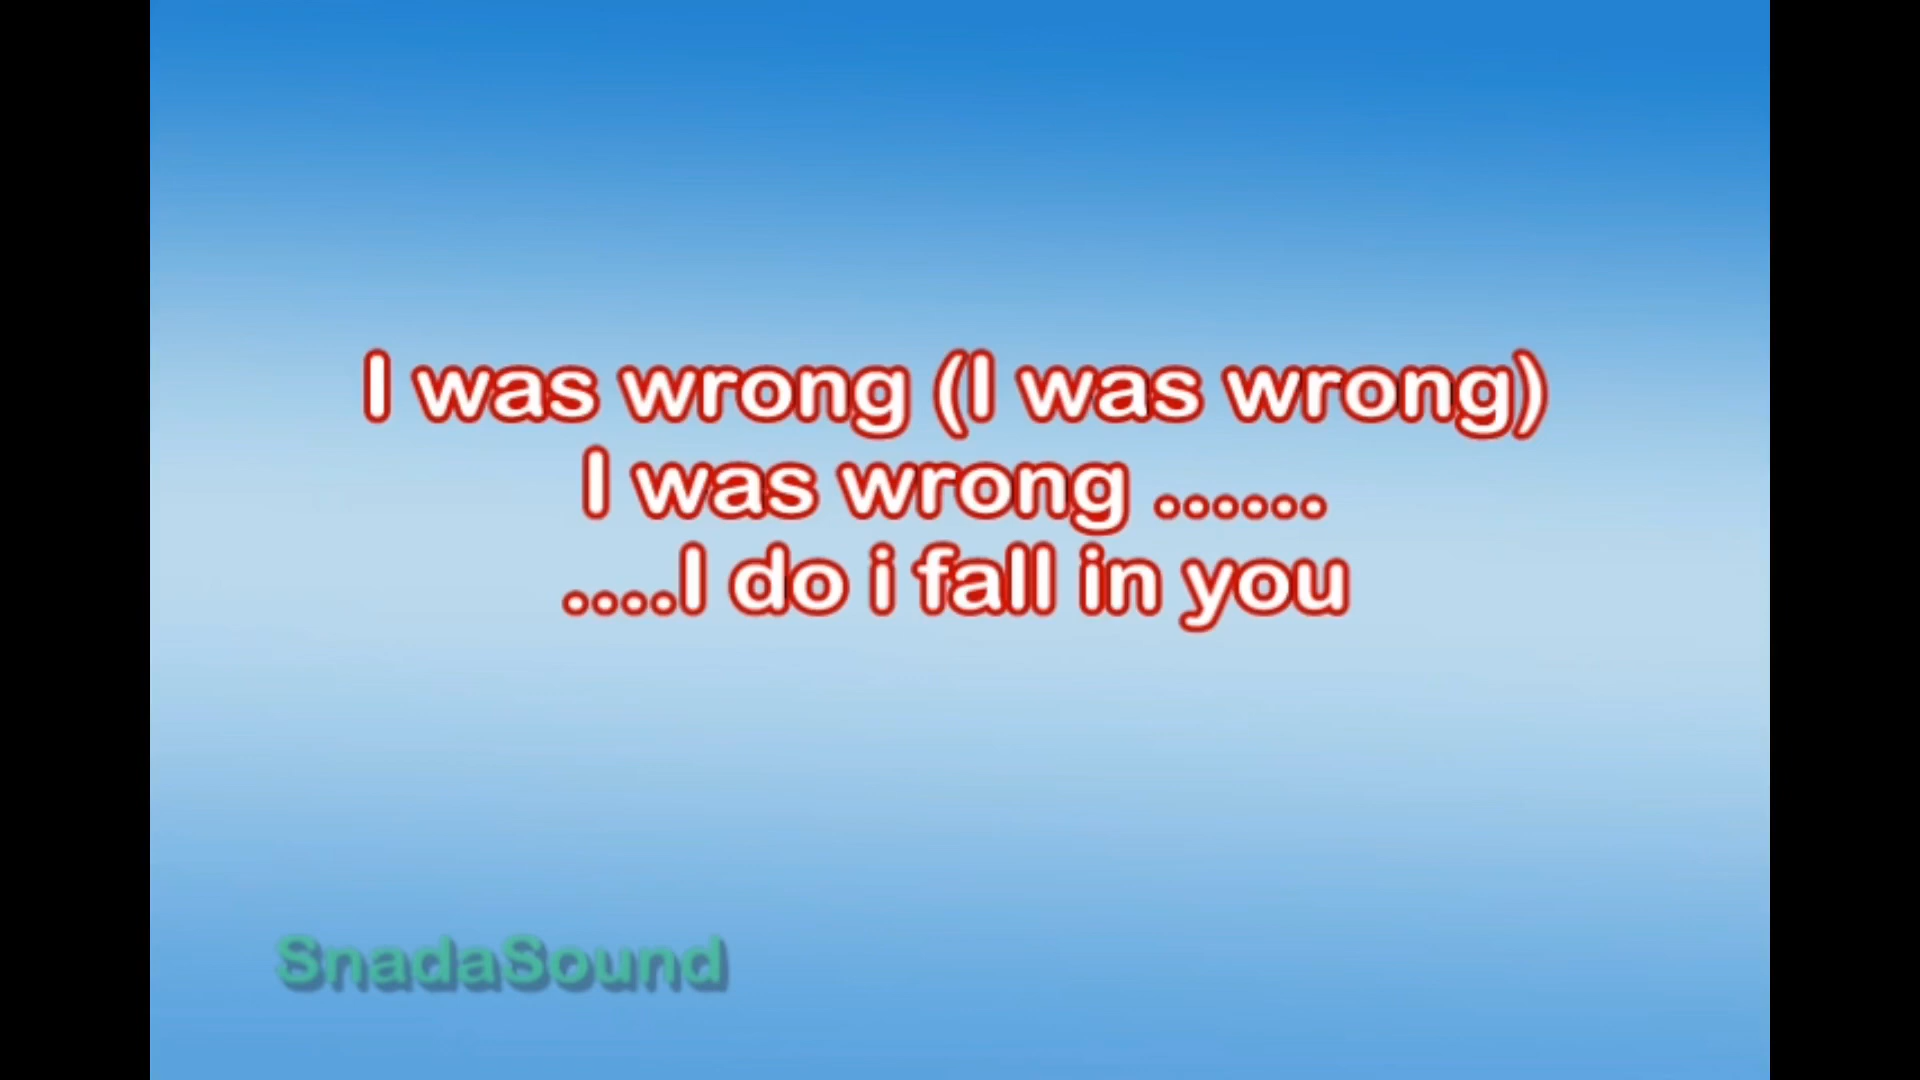 I was wrong (I was wrong)
I was wrong ......
....I do i fall in you
SnadaSound